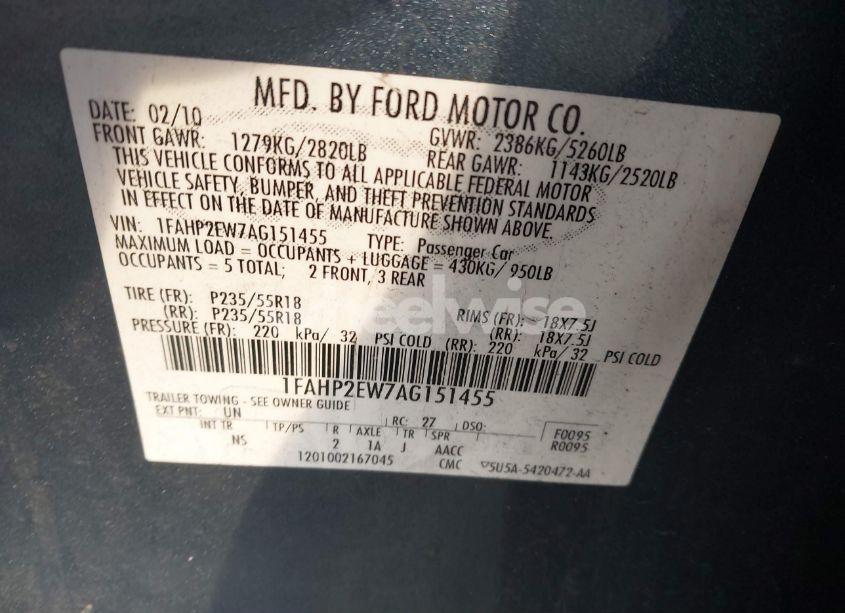 MFD. BY FORD MOTOR CO.
DATE: 02/10 GVWR: 2386KG/5260LB
FRONT GAWR: 1279KG/2820LB REAR GAWR: 1143KG/2520LB
THIS VEHICLE CONFORMS TO ALL APPLICABLE FEDERAL MOTOR
VEHICLE SAFETY, BUMPER, AND THEFT PREVENTION STANDARDS
IN EFFECT ON THE DATE OF MANUFACTURE SHOWN ABOVE.
VIN: 1FAHP2EW7AG151455 TYPE: Passenger Car
MAXIMUM LOAD = OCCUPANTS + LUGGAGE = 430KG/ 950LB
OCCUPANTS = 5 TOTAL; 2 FRONT, 3 REAR
TIRE (FR): P235/55R18 RIMS (FR): 18X7.5J
(RR): P235/55R18 (RR): 18X7.5J
PRESSURE (FR): 220 kPa/ 32 PSI COLD (RR): 220 kPa/ 32 PSI COLD
1FAHP2EW7AG151455
TRAILER TOWING - SEE OWNER GUIDE
EXT PNT: UN RC: 27 DSO: F0095
INT TR TP/PS R AXLE TR SPR R0095
NS 2 1A J AACC
1201002167045 CMC 5U5A-5420472-AA